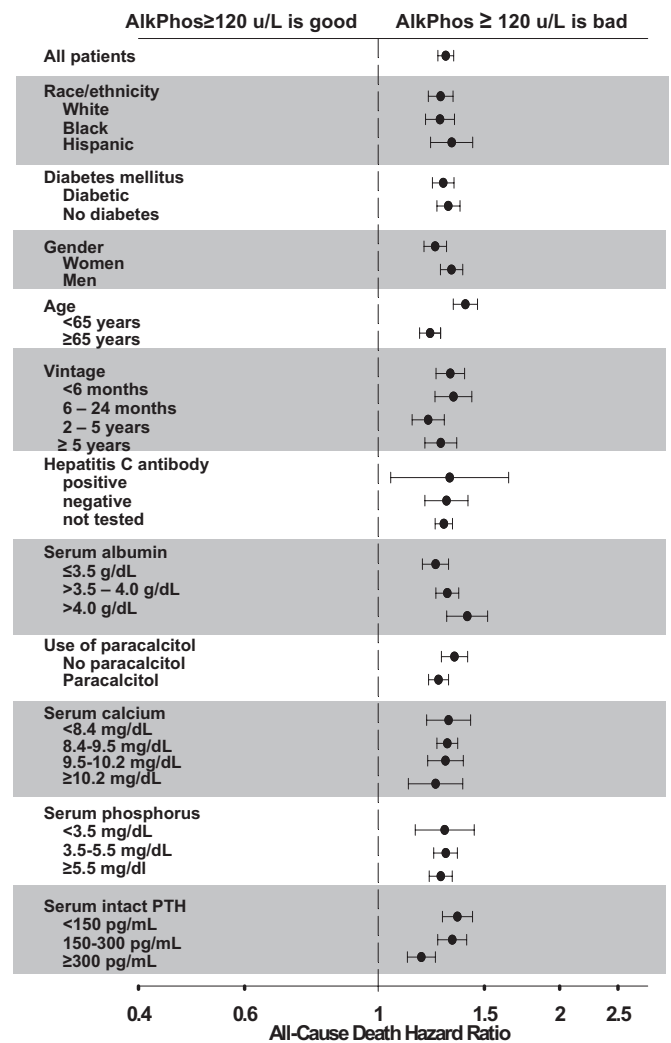 AlkPhos≥120 u/L is good AlkPhos ≥ 120 u/L is bad
All patients
Race/ethnicity
White
Black
Hispanic
Diabetes mellitus
Diabetic
No diabetes
Gender
Women
Men
Age
<65 years
≥65 years
Vintage
<6 months
6 – 24 months
2 – 5 years
≥ 5 years
Hepatitis C antibody
positive
negative
not tested
Serum albumin
≤3.5 g/dL
>3.5 – 4.0 g/dL
>4.0 g/dL
Use of paracalcitol
No paracalcitol
Paracalcitol
Serum calcium
<8.4 mg/dL
8.4-9.5 mg/dL
9.5-10.2 mg/dL
≥10.2 mg/dL
Serum phosphorus
<3.5 mg/dL
3.5-5.5 mg/dL
≥5.5 mg/dl
Serum intact PTH
<150 pg/mL
150-300 pg/mL
≥300 pg/mL
0.4 0.6 1 1.5 2 2.5
All-Cause Death Hazard Ratio